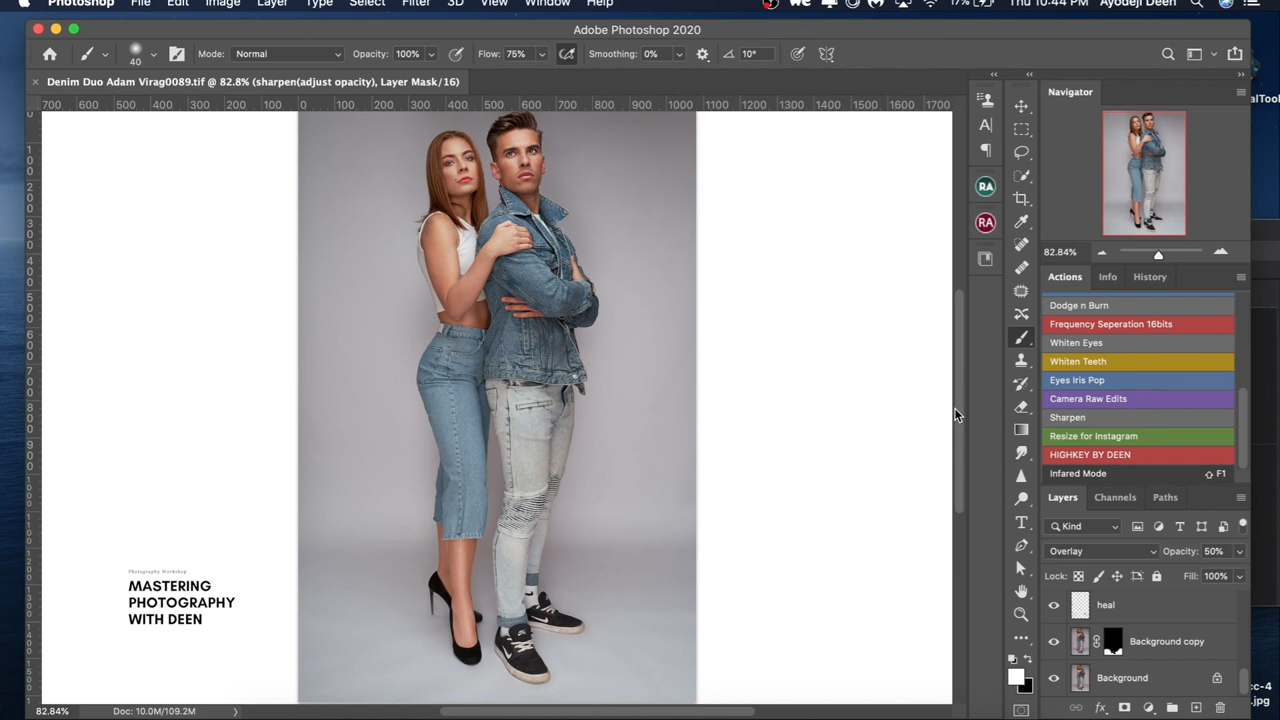 Photoshop File Edit Image Layer Type Select Filter 3D View Window Help 17% Thu 10:44 PM Ayodeji Deen
Adobe Photoshop 2020
40 Mode: Normal Opacity: 100% Flow: 75% Smoothing: 0% 10°
× Denim Duo Adam Virag0089.tif @ 82.8% (sharpen(adjust opacity), Layer Mask/16)
700 600 500 400 300 200 100 0 100 200 300 400 500 600 700 800 900 1000 1100 1200 1300 1400 1500 1600 1700
Navigator
82.84%
RA
RA
Actions Info History
Dodge n Burn
Frequency Seperation 16bits
Whiten Eyes
Whiten Teeth
Eyes Iris Pop
Camera Raw Edits
Sharpen
Resize for Instagram
HIGHKEY BY DEEN
Infared Mode F1
Layers Channels Paths
Kind
Overlay Opacity: 50%
Lock: Fill: 100%
heal
Background copy
Background
Photography Workshop
MASTERING
PHOTOGRAPHY
WITH DEEN
82.84% Doc: 10.0M/109.2M